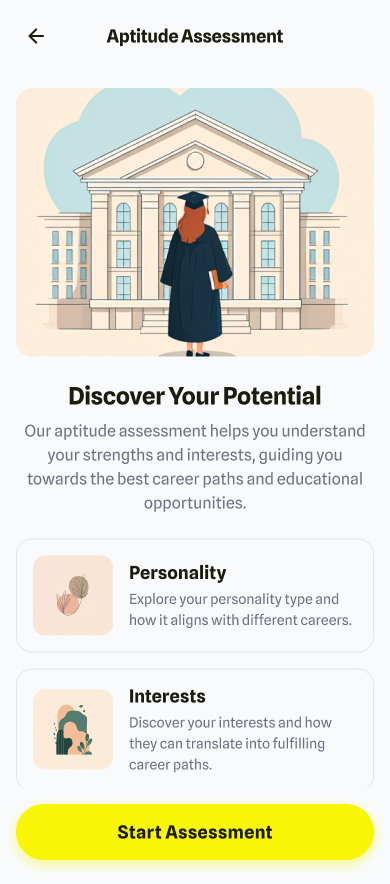 Aptitude Assessment
Discover Your Potential
Our aptitude assessment helps you understand
your strengths and interests, guiding you
towards the best career paths and educational
opportunities.
Personality
Explore your personality type and
how it aligns with different careers.
Interests
Discover your interests and how
they can translate into fulfilling
career paths.
Start Assessment